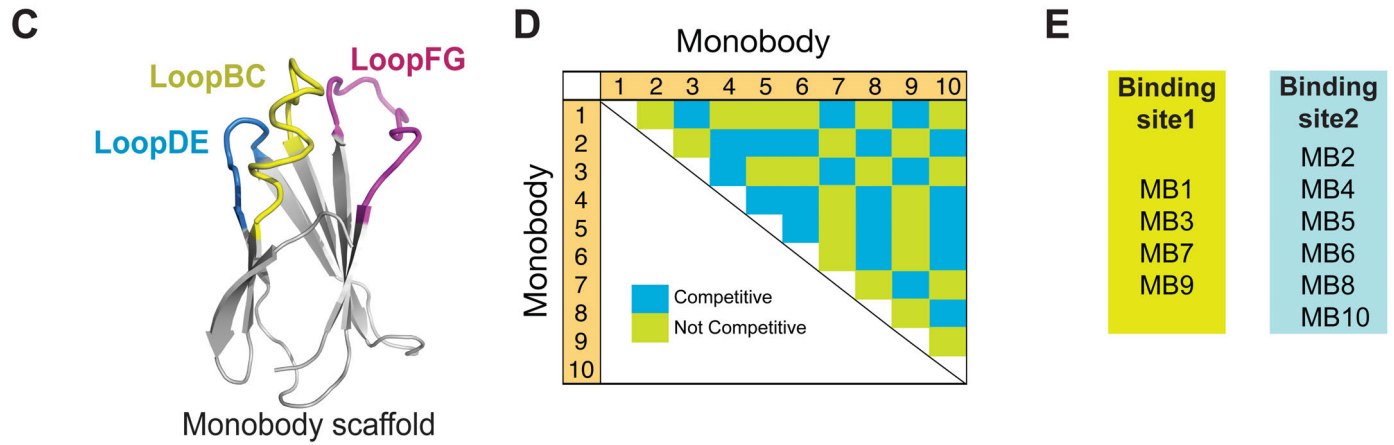 C
LoopBC
LoopFG
LoopDE
Monobody scaffold
D
Monobody
1 2 3 4 5 6 7 8 9 10
Monobody
1
2
3
4
5
6
7
8
9
10
Competitive
Not Competitive
E
Binding
site1
MB1
MB3
MB7
MB9
Binding
site2
MB2
MB4
MB5
MB6
MB8
MB10